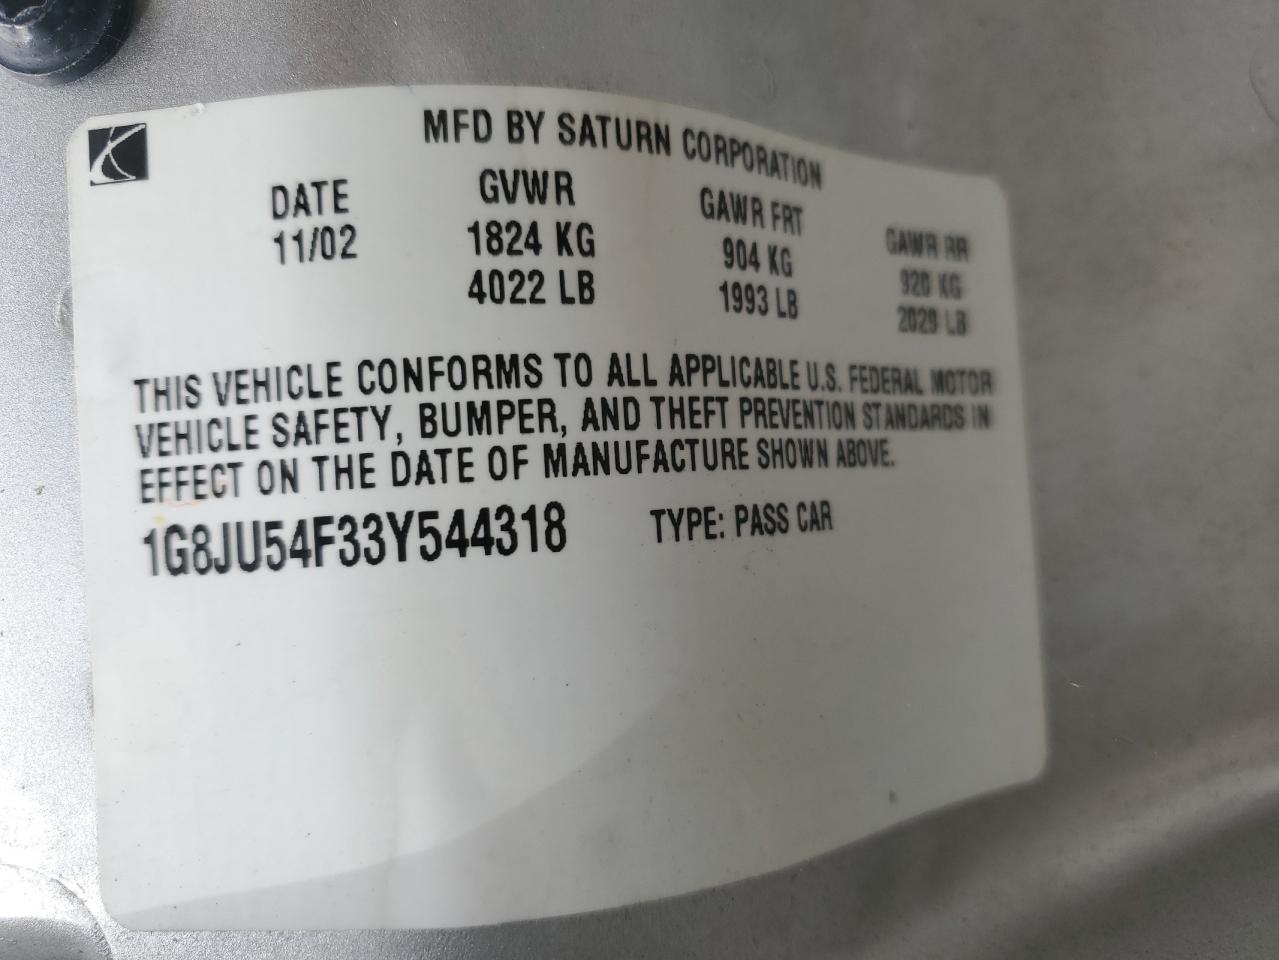 MFD BY SATURN CORPORATION
DATE GVWR GAWR FRT GAWR RR
11/02 1824 KG 904 KG 920 KG
4022 LB 1993 LB 2029 LB
THIS VEHICLE CONFORMS TO ALL APPLICABLE U.S. FEDERAL MOTOR
VEHICLE SAFETY, BUMPER, AND THEFT PREVENTION STANDARDS IN
EFFECT ON THE DATE OF MANUFACTURE SHOWN ABOVE.
1G8JU54F33Y544318 TYPE: PASS CAR